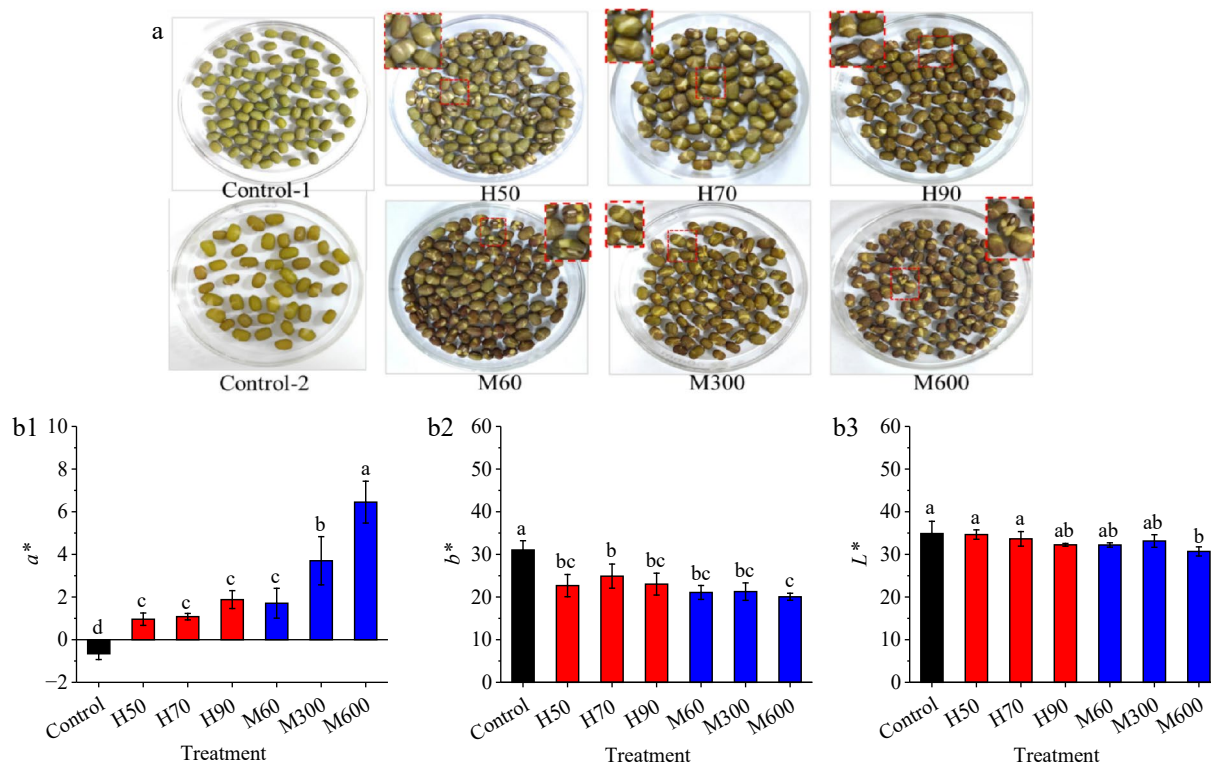 a
Control-1 H50 H70 H90
Control-2 M60 M300 M600
b1
10
8
6
4
2
0
−2
a*
d c c c c b a
Control H50 H70 H90 M60 M300 M600
Treatment
b2
60
50
40
30
20
10
0
b*
a bc b bc bc bc c
Control H50 H70 H90 M60 M300 M600
Treatment
b3
60
50
40
30
20
10
0
L*
a a a ab ab ab b
Control H50 H70 H90 M60 M300 M600
Treatment